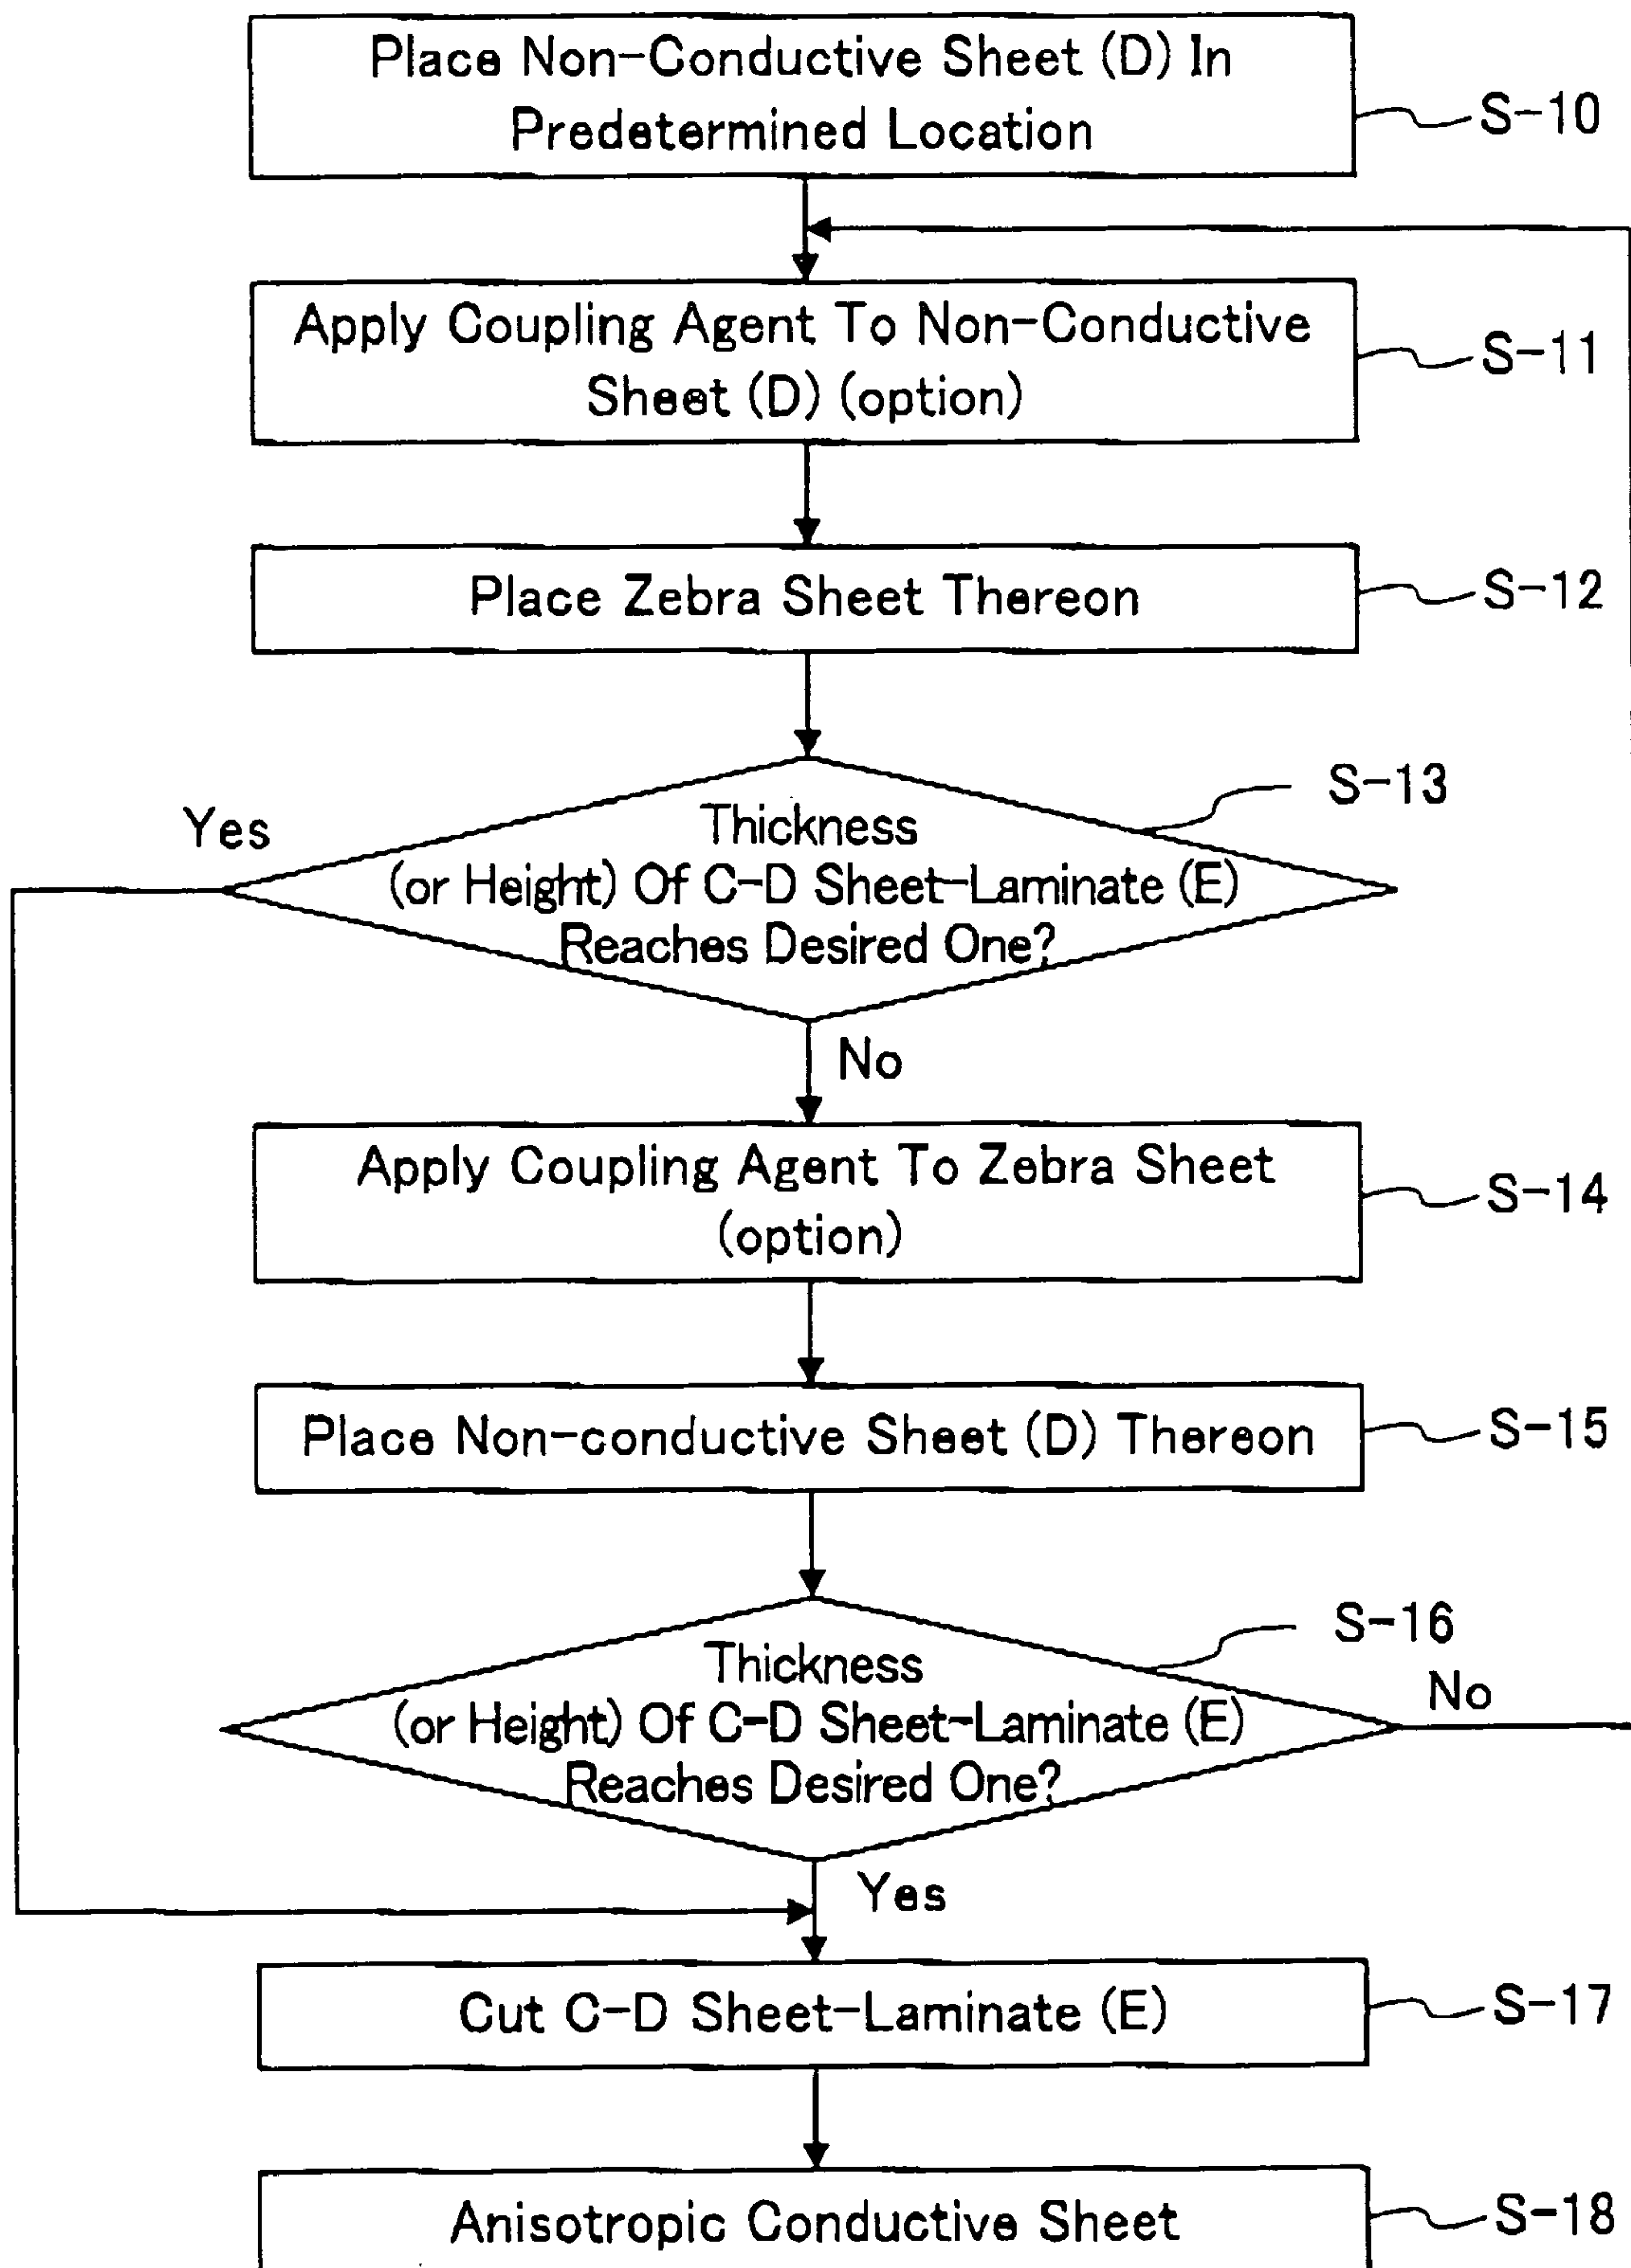 Place Non-Conductive Sheet (D) In
Predetermined Location
S-10
Apply Coupling Agent To Non-Conductive
Sheet (D) (option)
S-11
Place Zebra Sheet Thereon
S-12
S-13
Yes
Thickness
(or Height) Of C-D Sheet-Laminate (E)
Reaches Desired One?
No
Apply Coupling Agent To Zebra Sheet
(option)
S-14
Place Non-conductive Sheet (D) Thereon
S-15
S-16
Thickness
(or Height) Of C-D Sheet-Laminate (E)
Reaches Desired One?
No
Yes
Cut C-D Sheet-Laminate (E)
S-17
Anisotropic Conductive Sheet
S-18